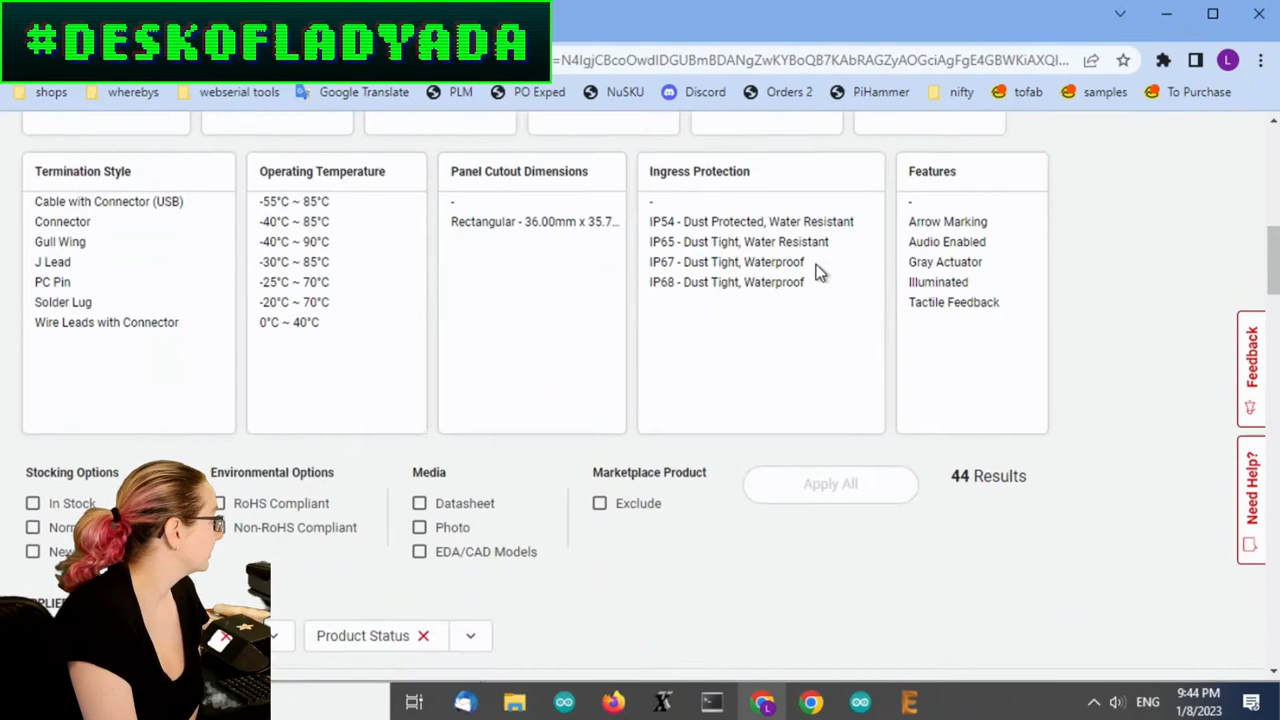 #DESKOFLADYADA
=N4IgjCBcoOwdIDGUBmBDANgZwKYBoQB7KAbRAGZyAOGciAgFgE4GBWKiAXQI...
L
shops
wherebys
webserial tools
Google Translate
PLM
PO Exped
NuSKU
Discord
Orders 2
PiHammer
nifty
tofab
samples
To Purchase
Termination Style
Cable with Connector (USB)
Connector
Gull Wing
J Lead
PC Pin
Solder Lug
Wire Leads with Connector
Operating Temperature
-55°C ~ 85°C
-40°C ~ 85°C
-40°C ~ 90°C
-30°C ~ 85°C
-25°C ~ 70°C
-20°C ~ 70°C
0°C ~ 40°C
Panel Cutout Dimensions
-
Rectangular - 36.00mm x 35.7...
Ingress Protection
-
IP54 - Dust Protected, Water Resistant
IP65 - Dust Tight, Water Resistant
IP67 - Dust Tight, Waterproof
IP68 - Dust Tight, Waterproof
Features
-
Arrow Marking
Audio Enabled
Gray Actuator
Illuminated
Tactile Feedback
Feedback
Need Help?
Stocking Options
In Stock
Environmental Options
RoHS Compliant
Non-RoHS Compliant
Media
Datasheet
Photo
EDA/CAD Models
Marketplace Product
Exclude
Apply All
44 Results
Product Status
L
ENG
9:44 PM
1/8/2023